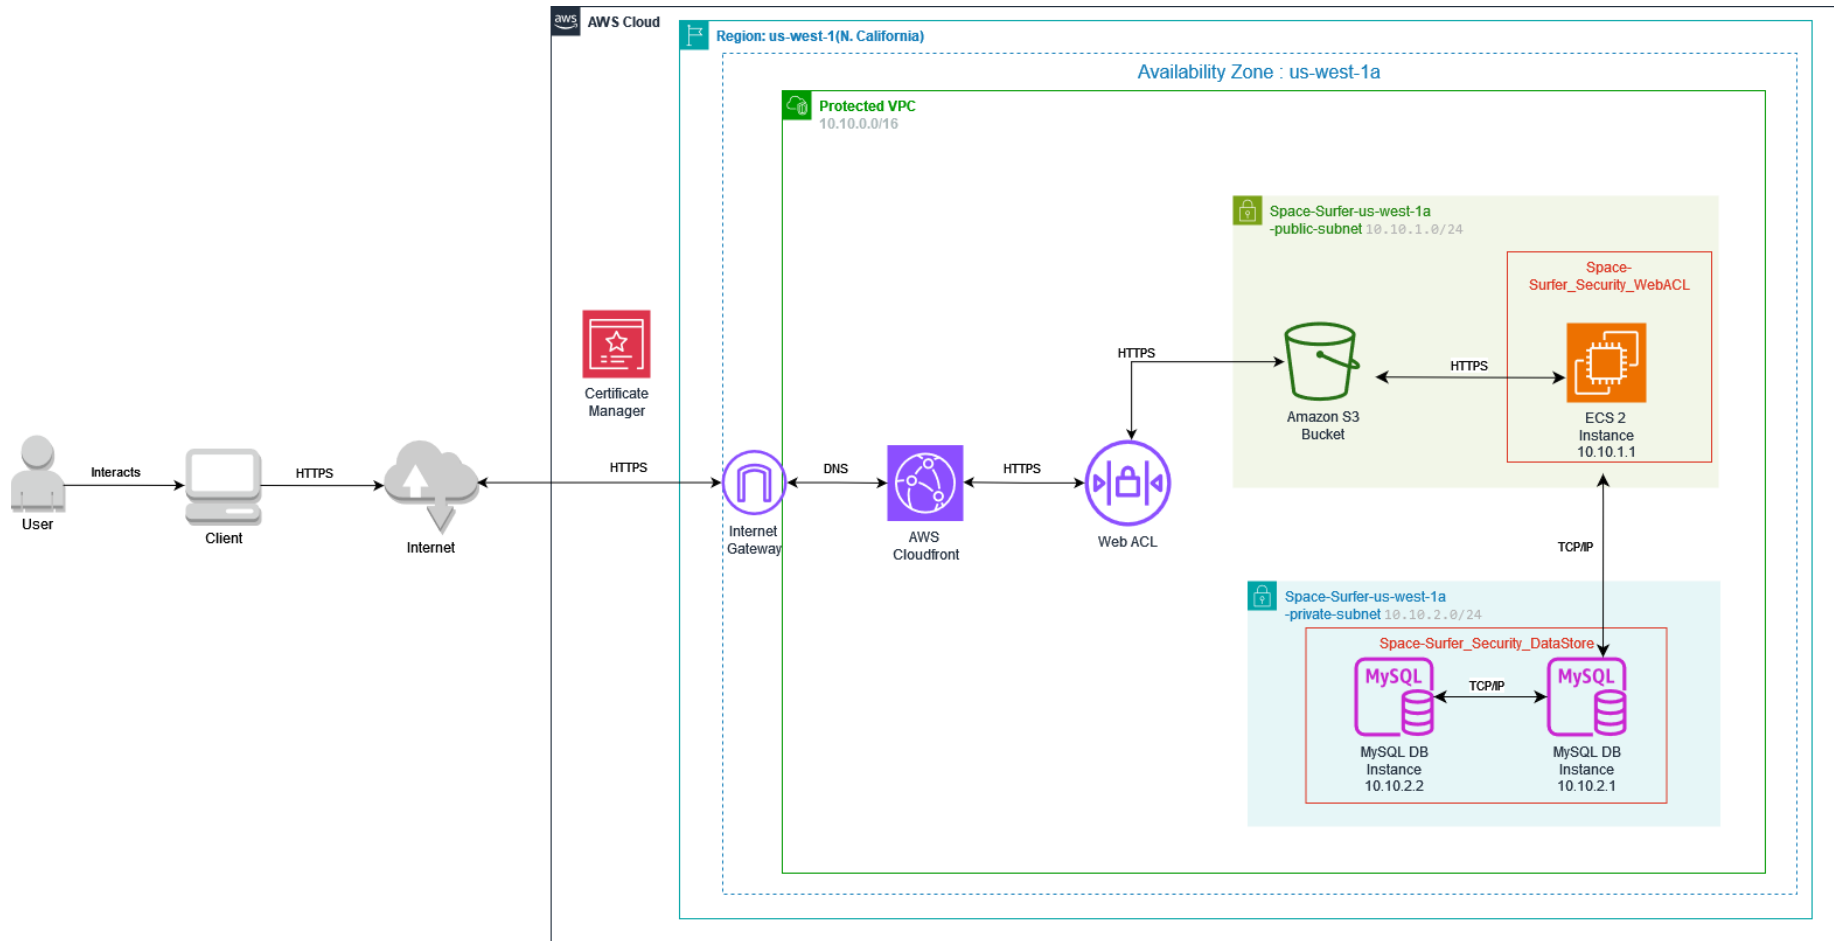 aws
AWS Cloud
Region: us-west-1(N. California)
Availability Zone : us-west-1a
Protected VPC
10.10.0.0/16
Space-Surfer-us-west-1a
-public-subnet 10.10.1.0/24
Space-
Surfer_Security_WebACL
HTTPS
HTTPS
Certificate
Manager
Amazon S3
Bucket
ECS 2
Instance
10.10.1.1
User
Interacts
Client
HTTPS
Internet
HTTPS
Internet
Gateway
DNS
AWS
Cloudfront
HTTPS
Web ACL
TCP/IP
Space-Surfer-us-west-1a
-private-subnet 10.10.2.0/24
Space-Surfer_Security_DataStore
MySQL
TCP/IP
MySQL
MySQL DB
Instance
10.10.2.2
MySQL DB
Instance
10.10.2.1